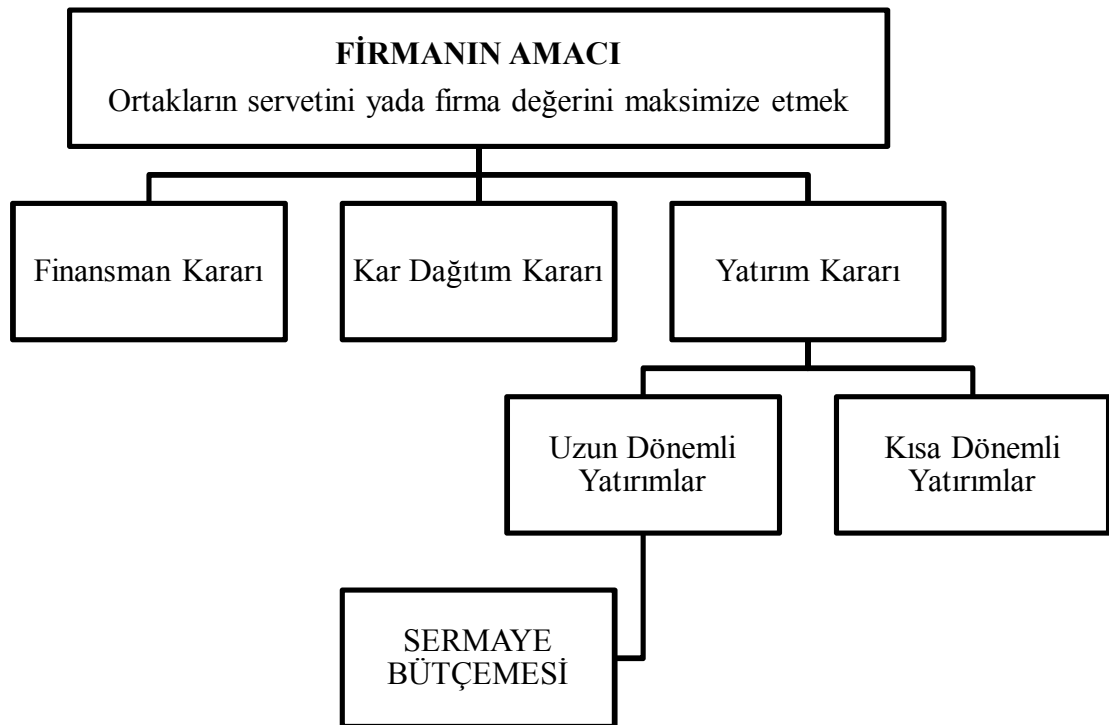 FİRMANIN AMACI
Ortakların servetini yada firma değerini maksimize etmek
Finansman Kararı
Kar Dağıtım Kararı
Yatırım Kararı
Uzun Dönemli
Yatırımlar
Kısa Dönemli
Yatırımlar
SERMAYE
BÜTÇEMESİ